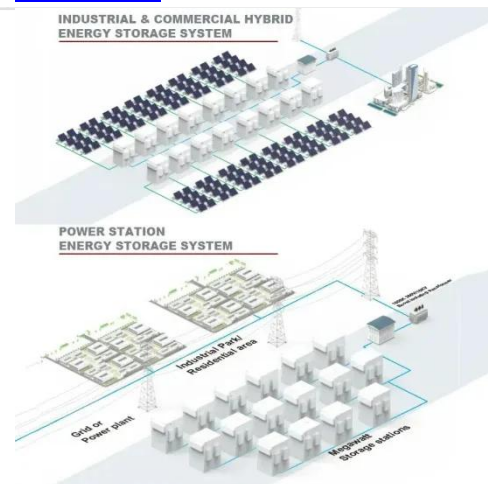 INDUSTRIAL & COMMERCIAL HYBRID
ENERGY STORAGE SYSTEM
POWER STATION
ENERGY STORAGE SYSTEM
Industrial Park/
Residential area
Grid or
Power plant
Megawatt
Storage stations